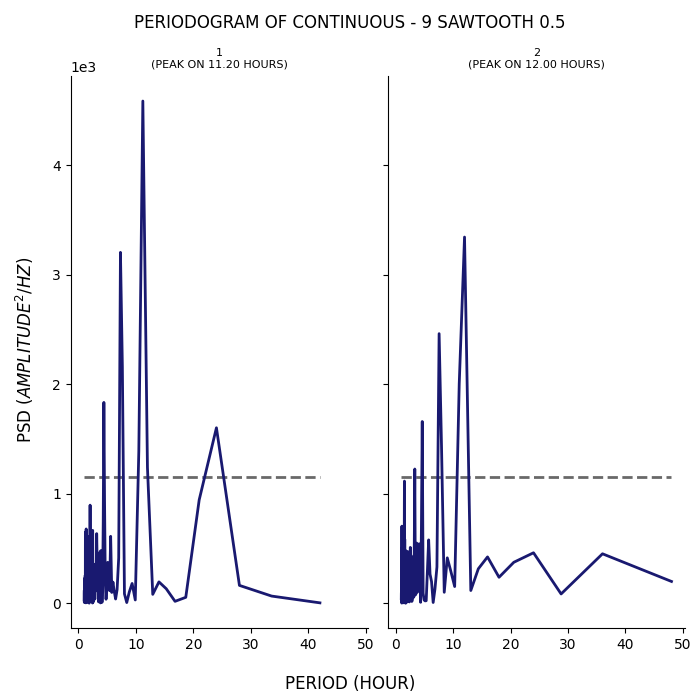 PERIODOGRAM OF CONTINUOUS - 9 SAWTOOTH 0.5
1
(PEAK ON 11.20 HOURS)
2
(PEAK ON 12.00 HOURS)
1e3
4
3
2
1
0
PSD (AMPLITUDE²/HZ)
0 10 20 30 40 50
0 10 20 30 40 50
PERIOD (HOUR)